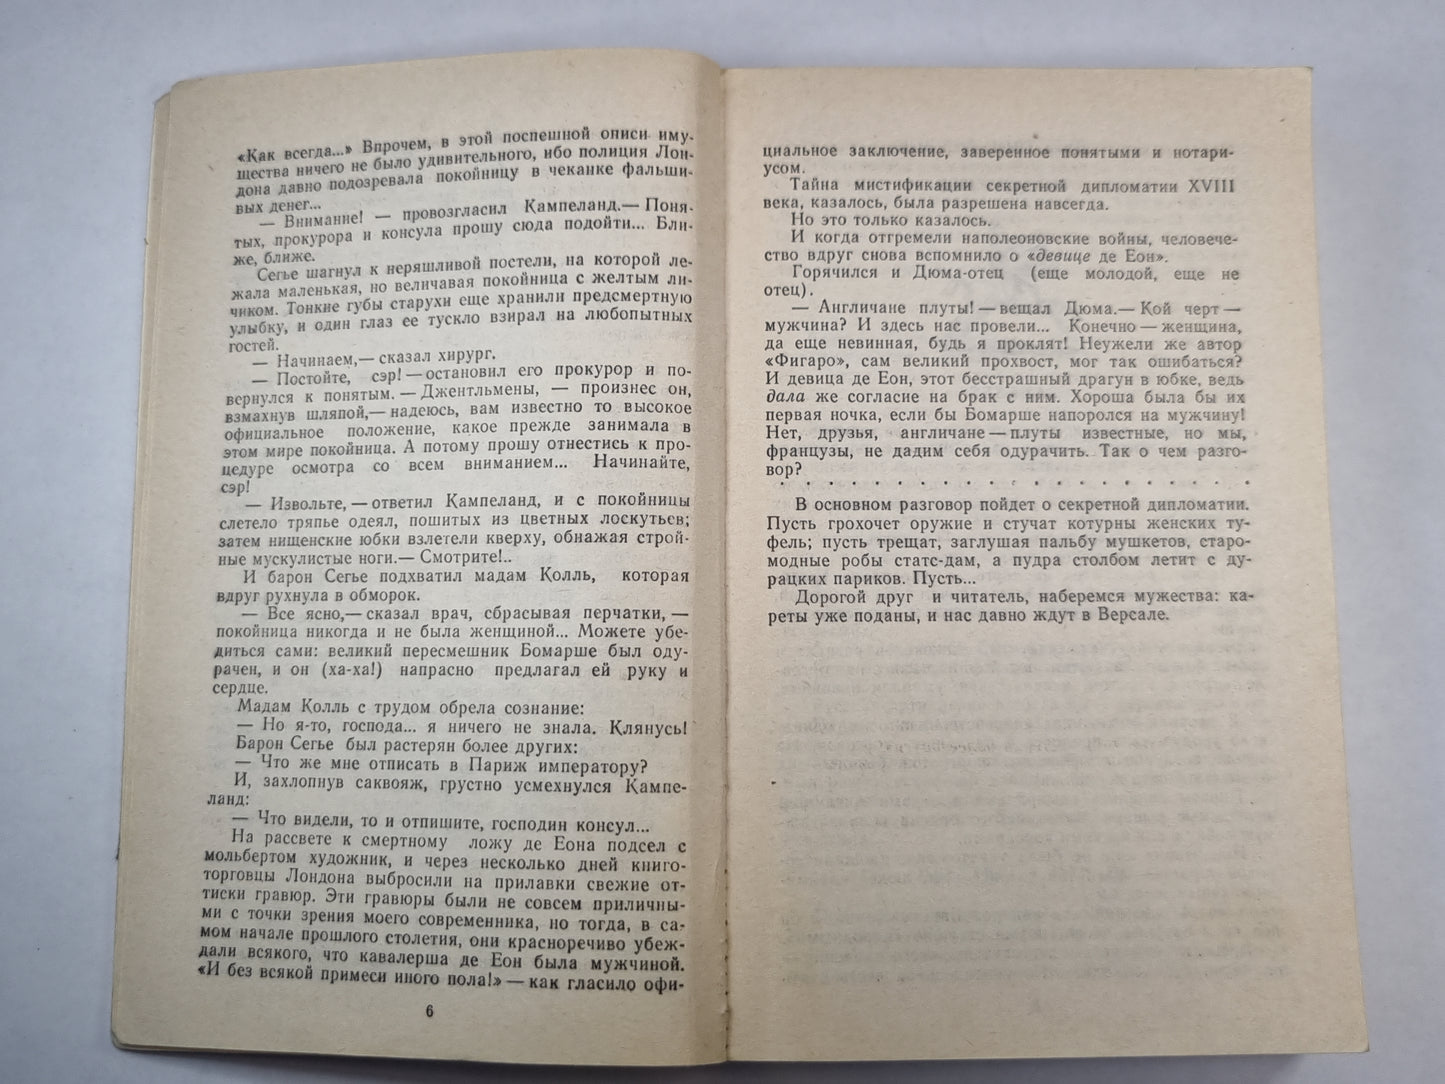 «Как всегда...» Впрочем, в этой поспешной описи иму-
щества ничего не было удивительного, ибо полиция Лон-
дона давно подозревала покойницу в чеканке фальши-
вых денег...
— Внимание! — провозгласил Кампеланд.— Поня-
тых, прокурора и консула прошу сюда подойти... Бли-
же, ближе.
Сегье шагнул к неряшливой постели, на которой ле-
жала маленькая, но величавая покойница с желтым ли-
чиком. Тонкие губы старухи еще хранили предсмертную
улыбку, и один глаз ее тускло взирал на любопытных
гостей.
— Начинаем,— сказал хирург.
— Постойте, сэр! — остановил его прокурор и по-
вернулся к понятым. — Джентльмены, — произнес он,
взмахнув шляпой,— надеюсь, вам известно то высокое
официальное положение, какое прежде занимала в
этом мире покойница. А потому прошу отнестись к про-
цедуре осмотра со всем вниманием... Начинайте,
сэр!
— Извольте, — ответил Кампеланд, и с покойницы
слетело тряпье одеял, пошитых из цветных лоскутьев;
затем нищенские юбки взлетели кверху, обнажая строй-
ные мускулистые ноги.— Смотрите!..
И барон Сегье подхватил мадам Колль, которая
вдруг рухнула в обморок.
— Все ясно,— сказал врач, сбрасывая перчатки, —
покойница никогда и не была женщиной... Можете убе-
диться сами: великий пересмешник Бомарше был оду-
рачен, и он (ха-ха!) напрасно предлагал ей руку и
сердце.
Мадам Колль с трудом обрела сознание:
— Но я-то, господа... я ничего не знала. Клянусь!
Барон Сегье был растерян более других:
— Что же мне отписать в Париж императору?
И, захлопнув саквояж, грустно усмехнулся Кампе-
ланд:
— Что видели, то и отпишите, господин консул...
На рассвете к смертному ложу де Еона подсел с
мольбертом художник, и через несколько дней книго-
торговцы Лондона выбросили на прилавки свежие от-
тиски гравюр. Эти гравюры были не совсем приличны-
ми с точки зрения моего современника, но тогда, в са-
мом начале прошлого столетия, они красноречиво убеж-
дали всякого, что кавалерша де Еон была мужчиной.
«И без всякой примеси иного пола!» — как гласило офи-
6
циальное заключение, заверенное понятыми и нотари-
усом.
Тайна мистификации секретной дипломатии XVIII
века, казалось, была разрешена навсегда.
Но это только казалось.
И когда отгремели наполеоновские войны, человече-
ство вдруг снова вспомнило о «девице де Еон».
Горячился и Дюма-отец (еще молодой, еще не
отец).
— Англичане плуты! — вещал Дюма.— Кой черт —
мужчина? И здесь нас провели... Конечно — женщина,
да еще невинная, будь я проклят! Неужели же автор
«Фигаро», сам великий прохвост, мог так ошибаться?
И девица де Еон, этот бесстрашный драгун в юбке, ведь
дала же согласие на брак с ним. Хороша была бы их
первая ночка, если бы Бомарше напоролся на мужчину!
Нет, друзья, англичане — плуты известные, но мы,
французы, не дадим себя одурачить. Так о чем разго-
вор?
. . . . . . . . . . . . . . . . . . . . .
В основном разговор пойдет о секретной дипломатии.
Пусть грохочет оружие и стучат котурны женских ту-
фель; пусть трещат, заглушая пальбу мушкетов, старо-
модные робы статс-дам, а пудра столбом летит с ду-
рацких париков. Пусть...
Дорогой друг и читатель, наберемся мужества: ка-
реты уже поданы, и нас давно ждут в Версале.